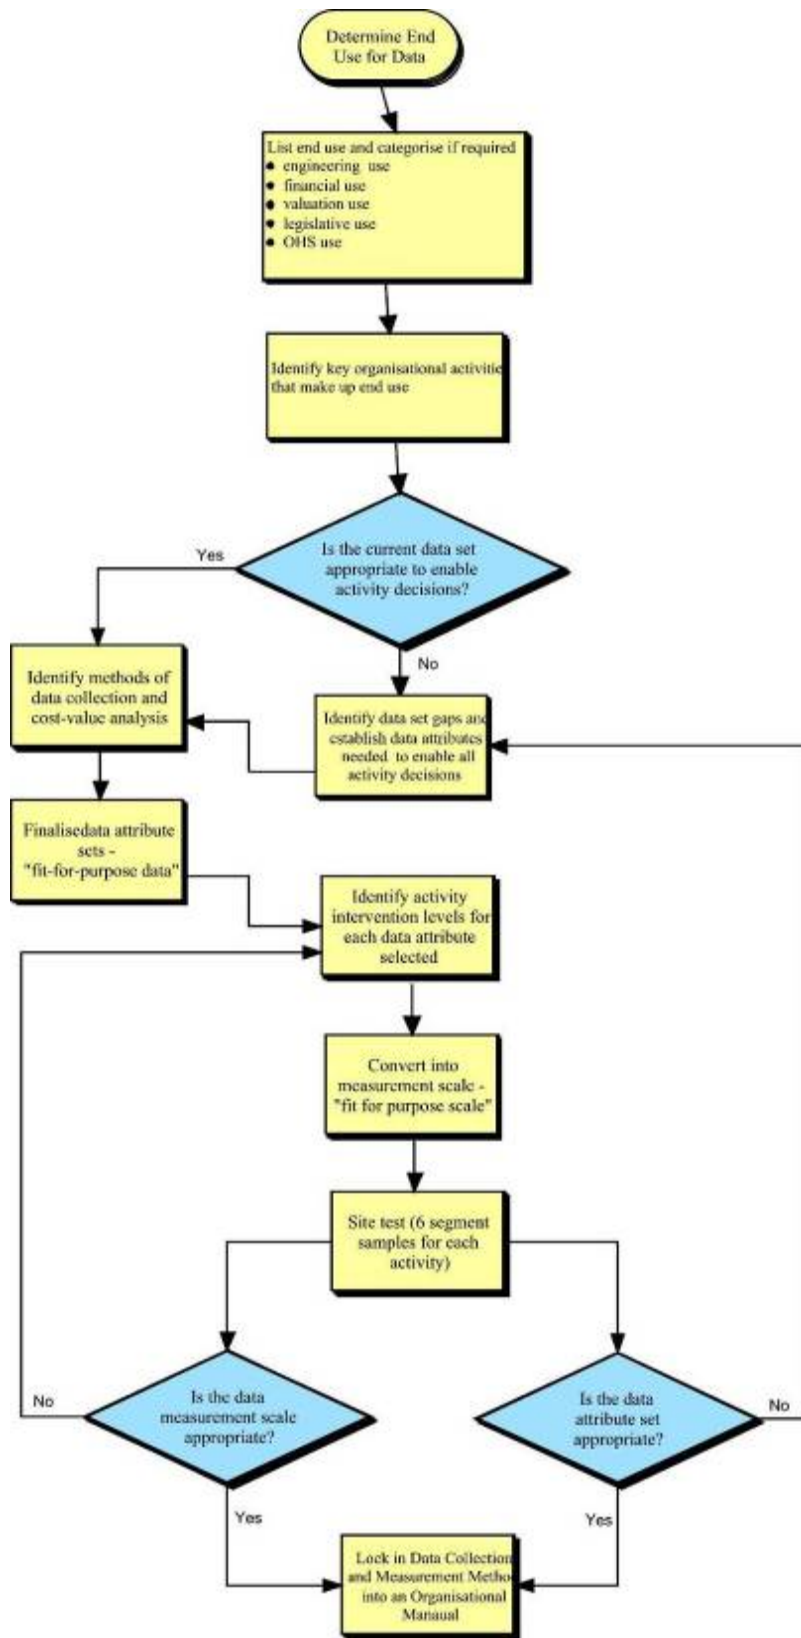 Determine End
Use for Data
List end use and categorise if required
● engineering use
● financial use
● valuation use
● legislative use
● OHS use
Identify key organisational activitie
that make up end use
Is the current data set
appropriate to enable
activity decisions?
Yes
No
Identify methods of
data collection and
cost-value analysis
Identify data set gaps and
establish data attributes
needed to enable all
activity decisions
Finalisedata attribute
sets -
"fit-for-purpose data"
Identify activity
intervention levels for
each data attribute
selected
Convert into
measurement scale -
"fit for purpose scale"
Site test (6 segment
samples for each
activity)
Is the data
measurement scale
appropriate?
No
Yes
Is the data
attribute set
appropriate?
No
Yes
Lock in Data Collection
and Measurement Metho
into an Organisational
Manaual